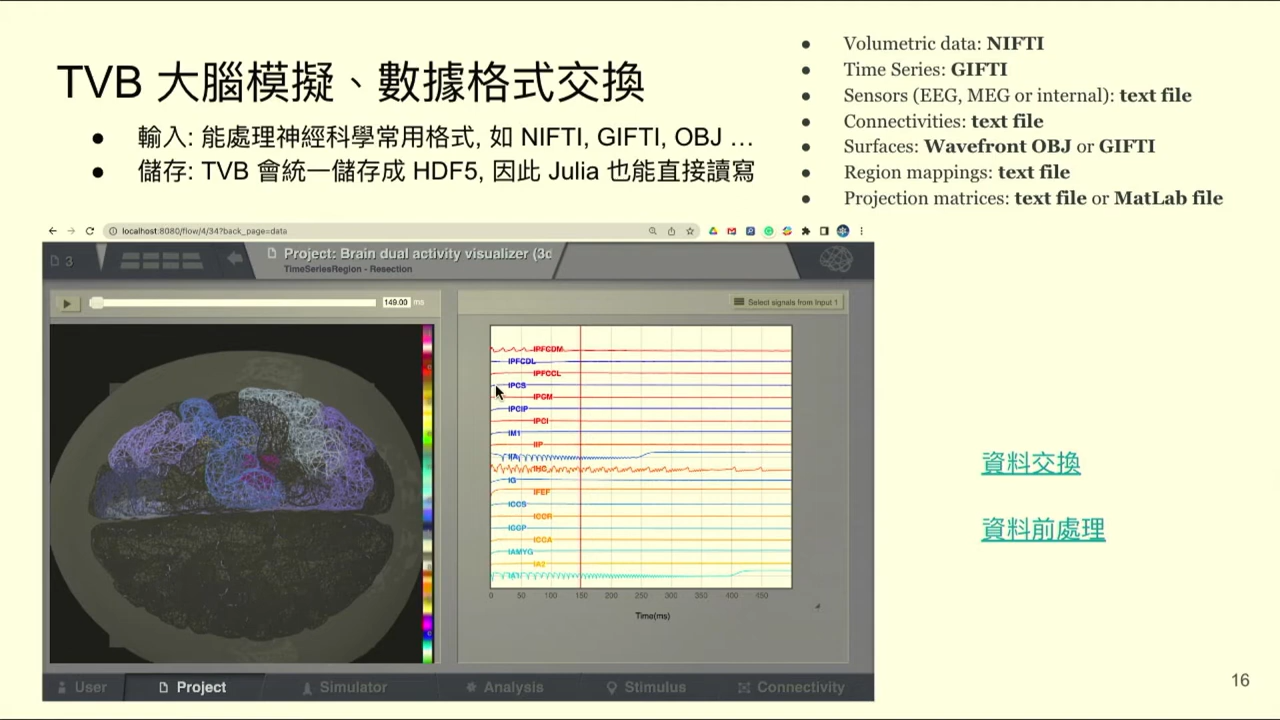 TVB 大腦模擬、數據格式交換
● 輸入: 能處理神經科學常用格式, 如 NIFTI, GIFTI, OBJ …
● 儲存: TVB 會統一儲存成 HDF5, 因此 Julia 也能直接讀寫
● Volumetric data: NIFTI
● Time Series: GIFTI
● Sensors (EEG, MEG or internal): text file
● Connectivities: text file
● Surfaces: Wavefront OBJ or GIFTI
● Region mappings: text file
● Projection matrices: text file or MatLab file
localhost:8080/flow/4/34?back_page=data
3
Project: Brain dual activity visualizer (3d
TimeSeriesRegion - Resection
149.00 ms
Select signals from Input 1
lPFCDM
lPFCDL
lPFCCL
lPCS
lPCM
lPCIP
lPCI
lM1
lIP
lIA
lHC
lG
lFEF
lCCS
lCCR
lCCP
lCCA
lAMYG
lA2
0 50 100 150 200 250 300 350 400 450
Time(ms)
User Project Simulator Analysis Stimulus Connectivity
資料交換
資料前處理
16